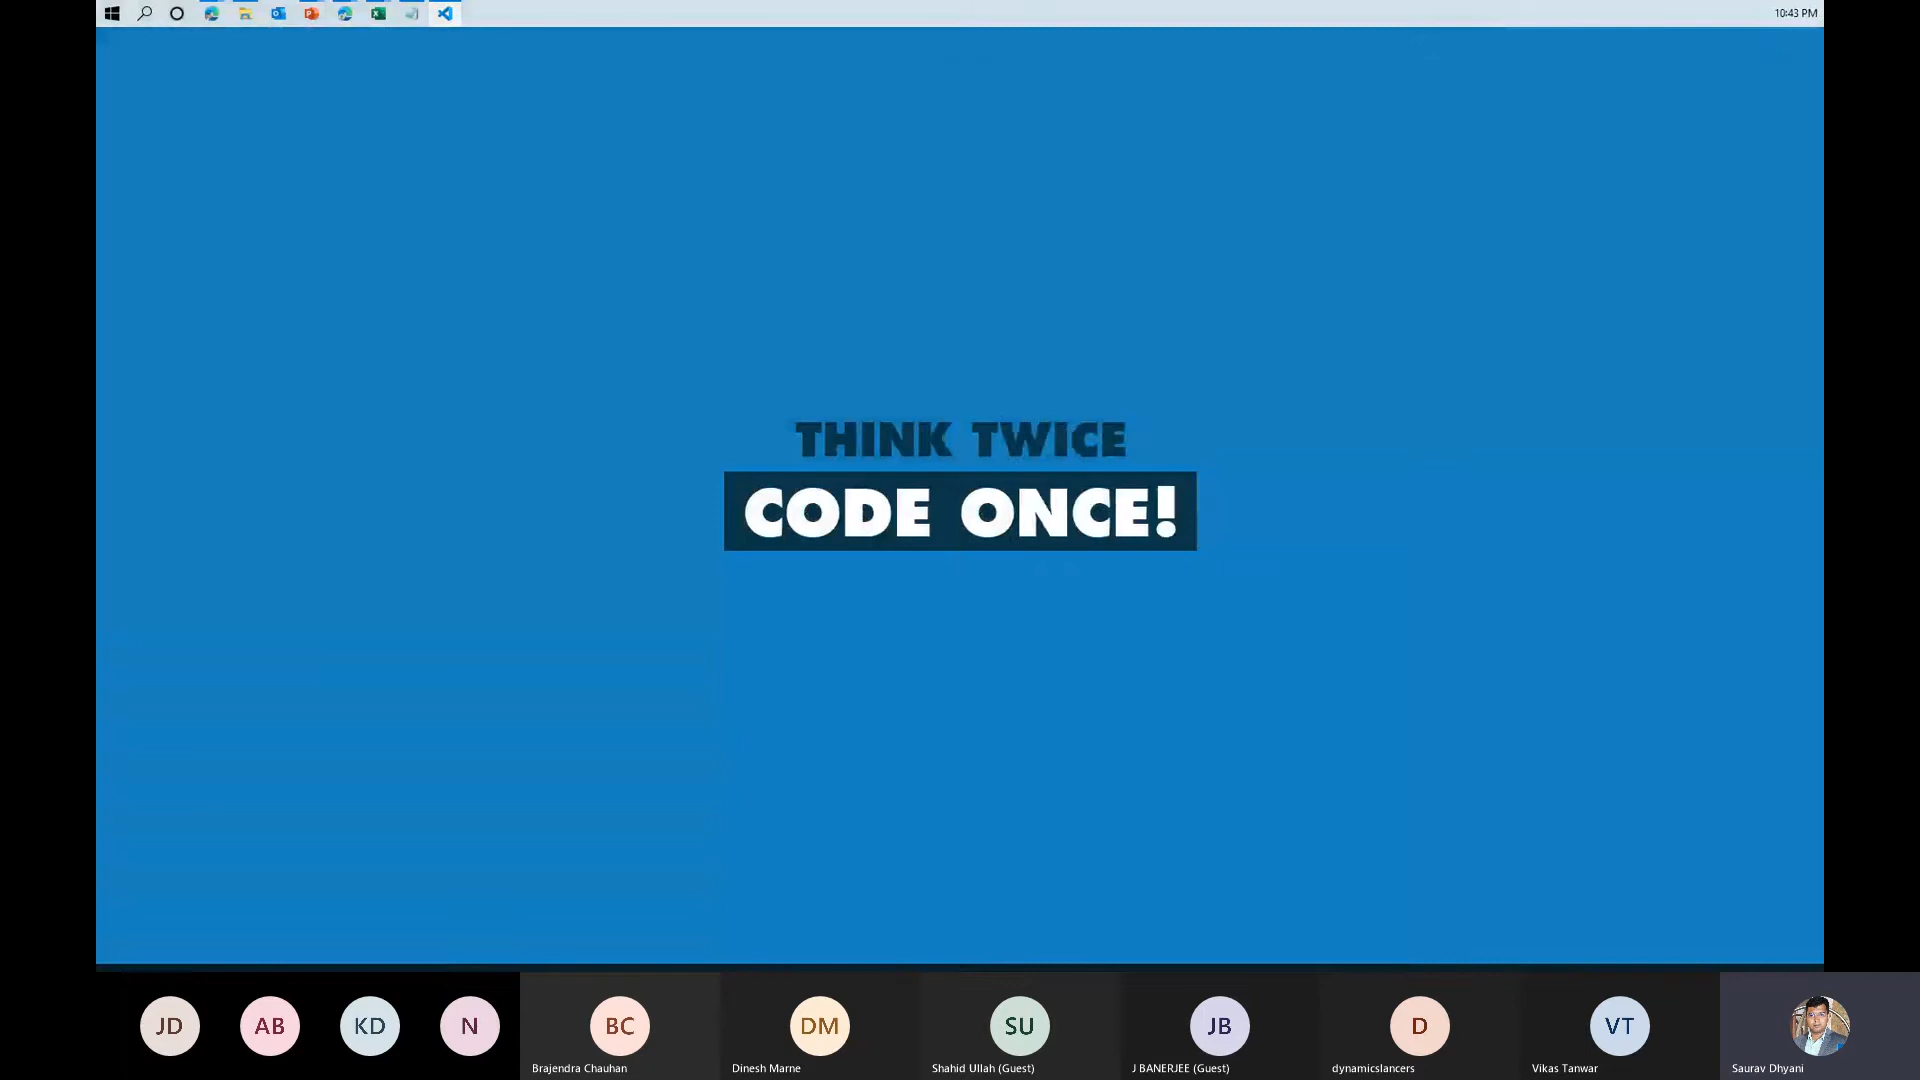 10:43 PM
THINK TWICE
CODE ONCE!
JD
AB
KD
N
BC
DM
SU
JB
D
VT
Brajendra Chauhan
Dinesh Marne
Shahid Ullah (Guest)
J BANERJEE (Guest)
dynamicslancers
Vikas Tanwar
Saurav Dhyani